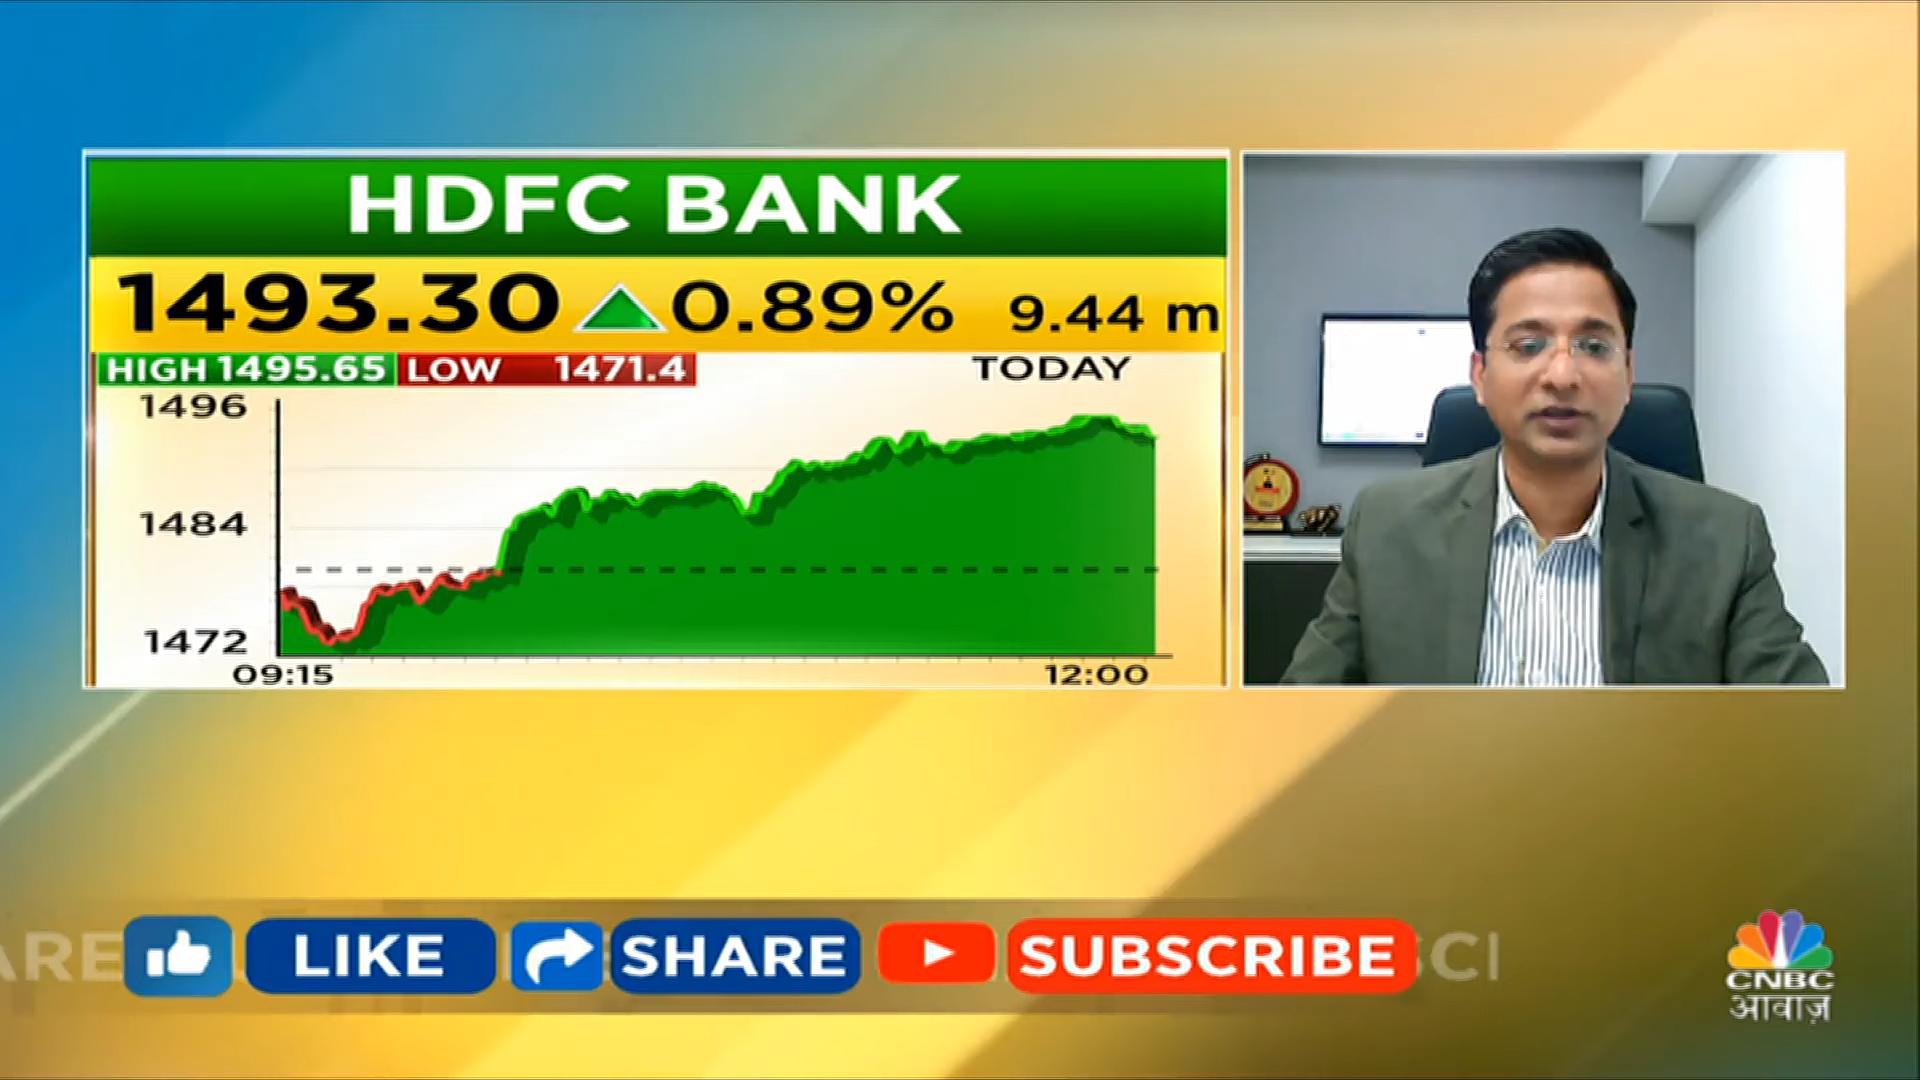 HDFC BANK
1493.30 0.89% 9.44 m
HIGH 1495.65 LOW 1471.4 TODAY
1496
1484
1472
09:15 12:00
LIKE SHARE SUBSCRIBE
CNBC
आवाज़